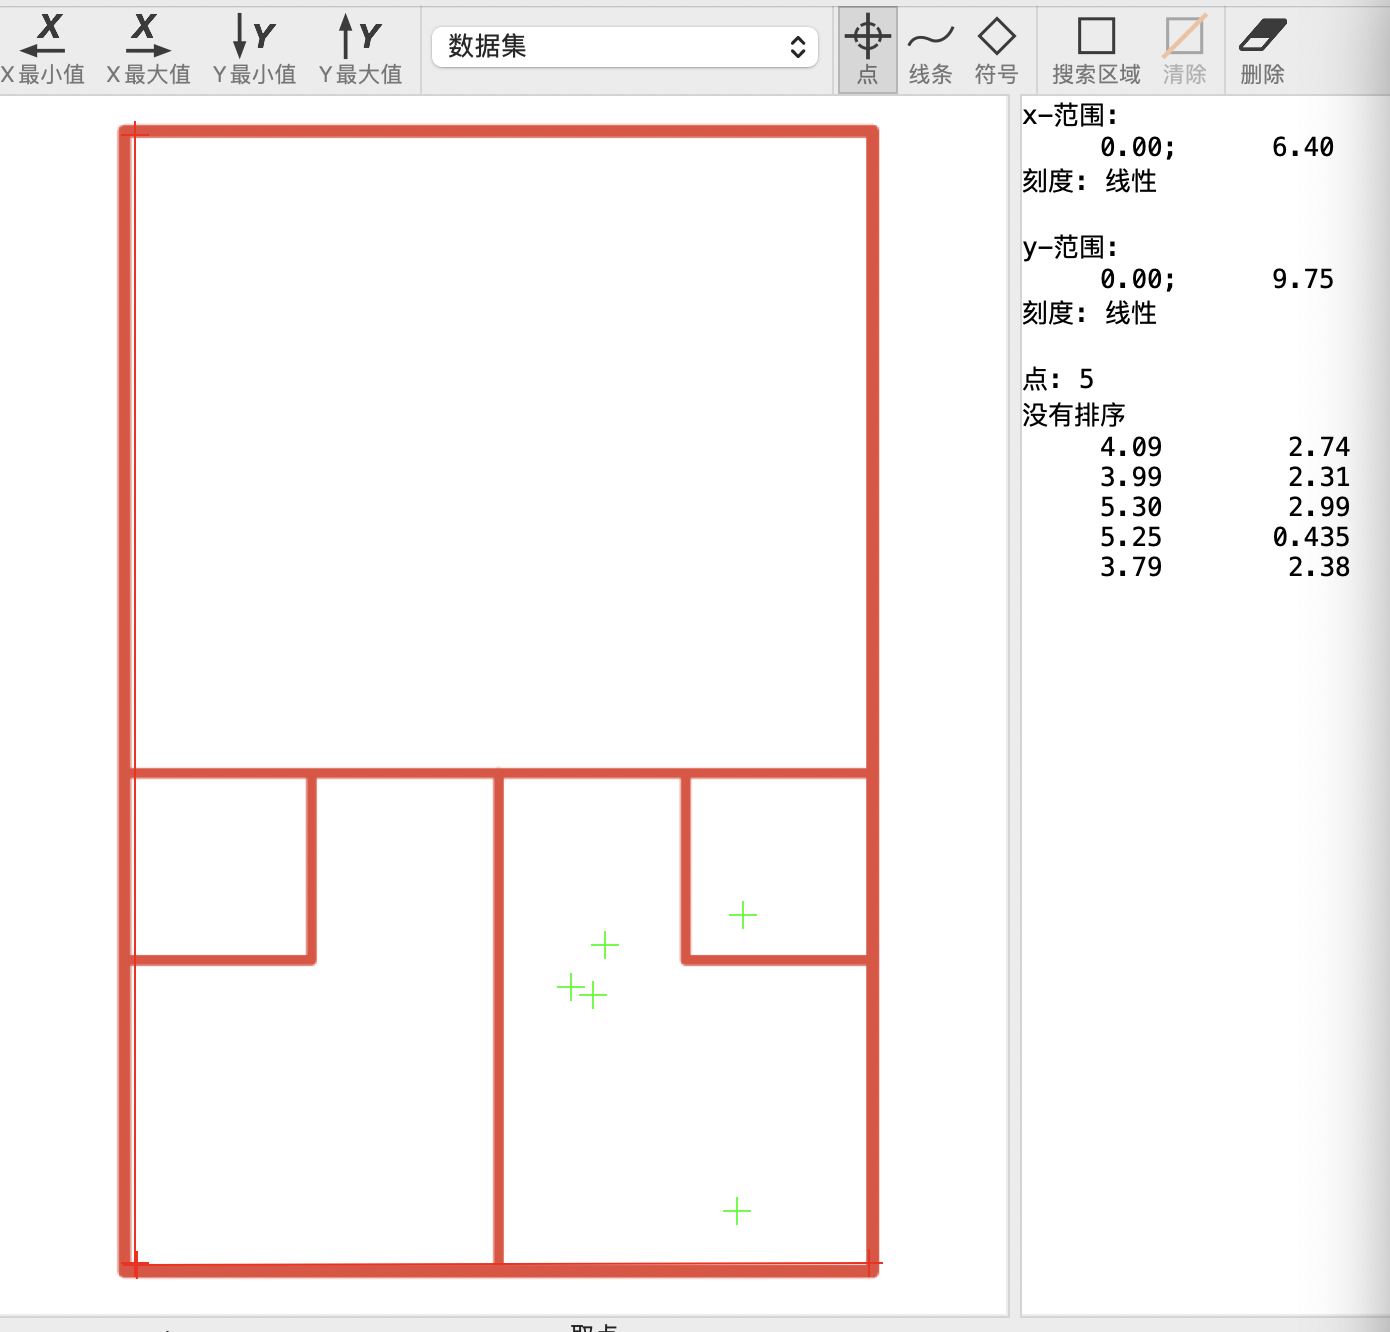 X X Y Y 数据集
X最小值 X最大值 Y最小值 Y最大值 点 线条 符号 搜索区域 清除 删除
x-范围:
0.00; 6.40
刻度: 线性
y-范围:
0.00; 9.75
刻度: 线性
点: 5
没有排序
4.09 2.74
3.99 2.31
5.30 2.99
5.25 0.435
3.79 2.38
取点